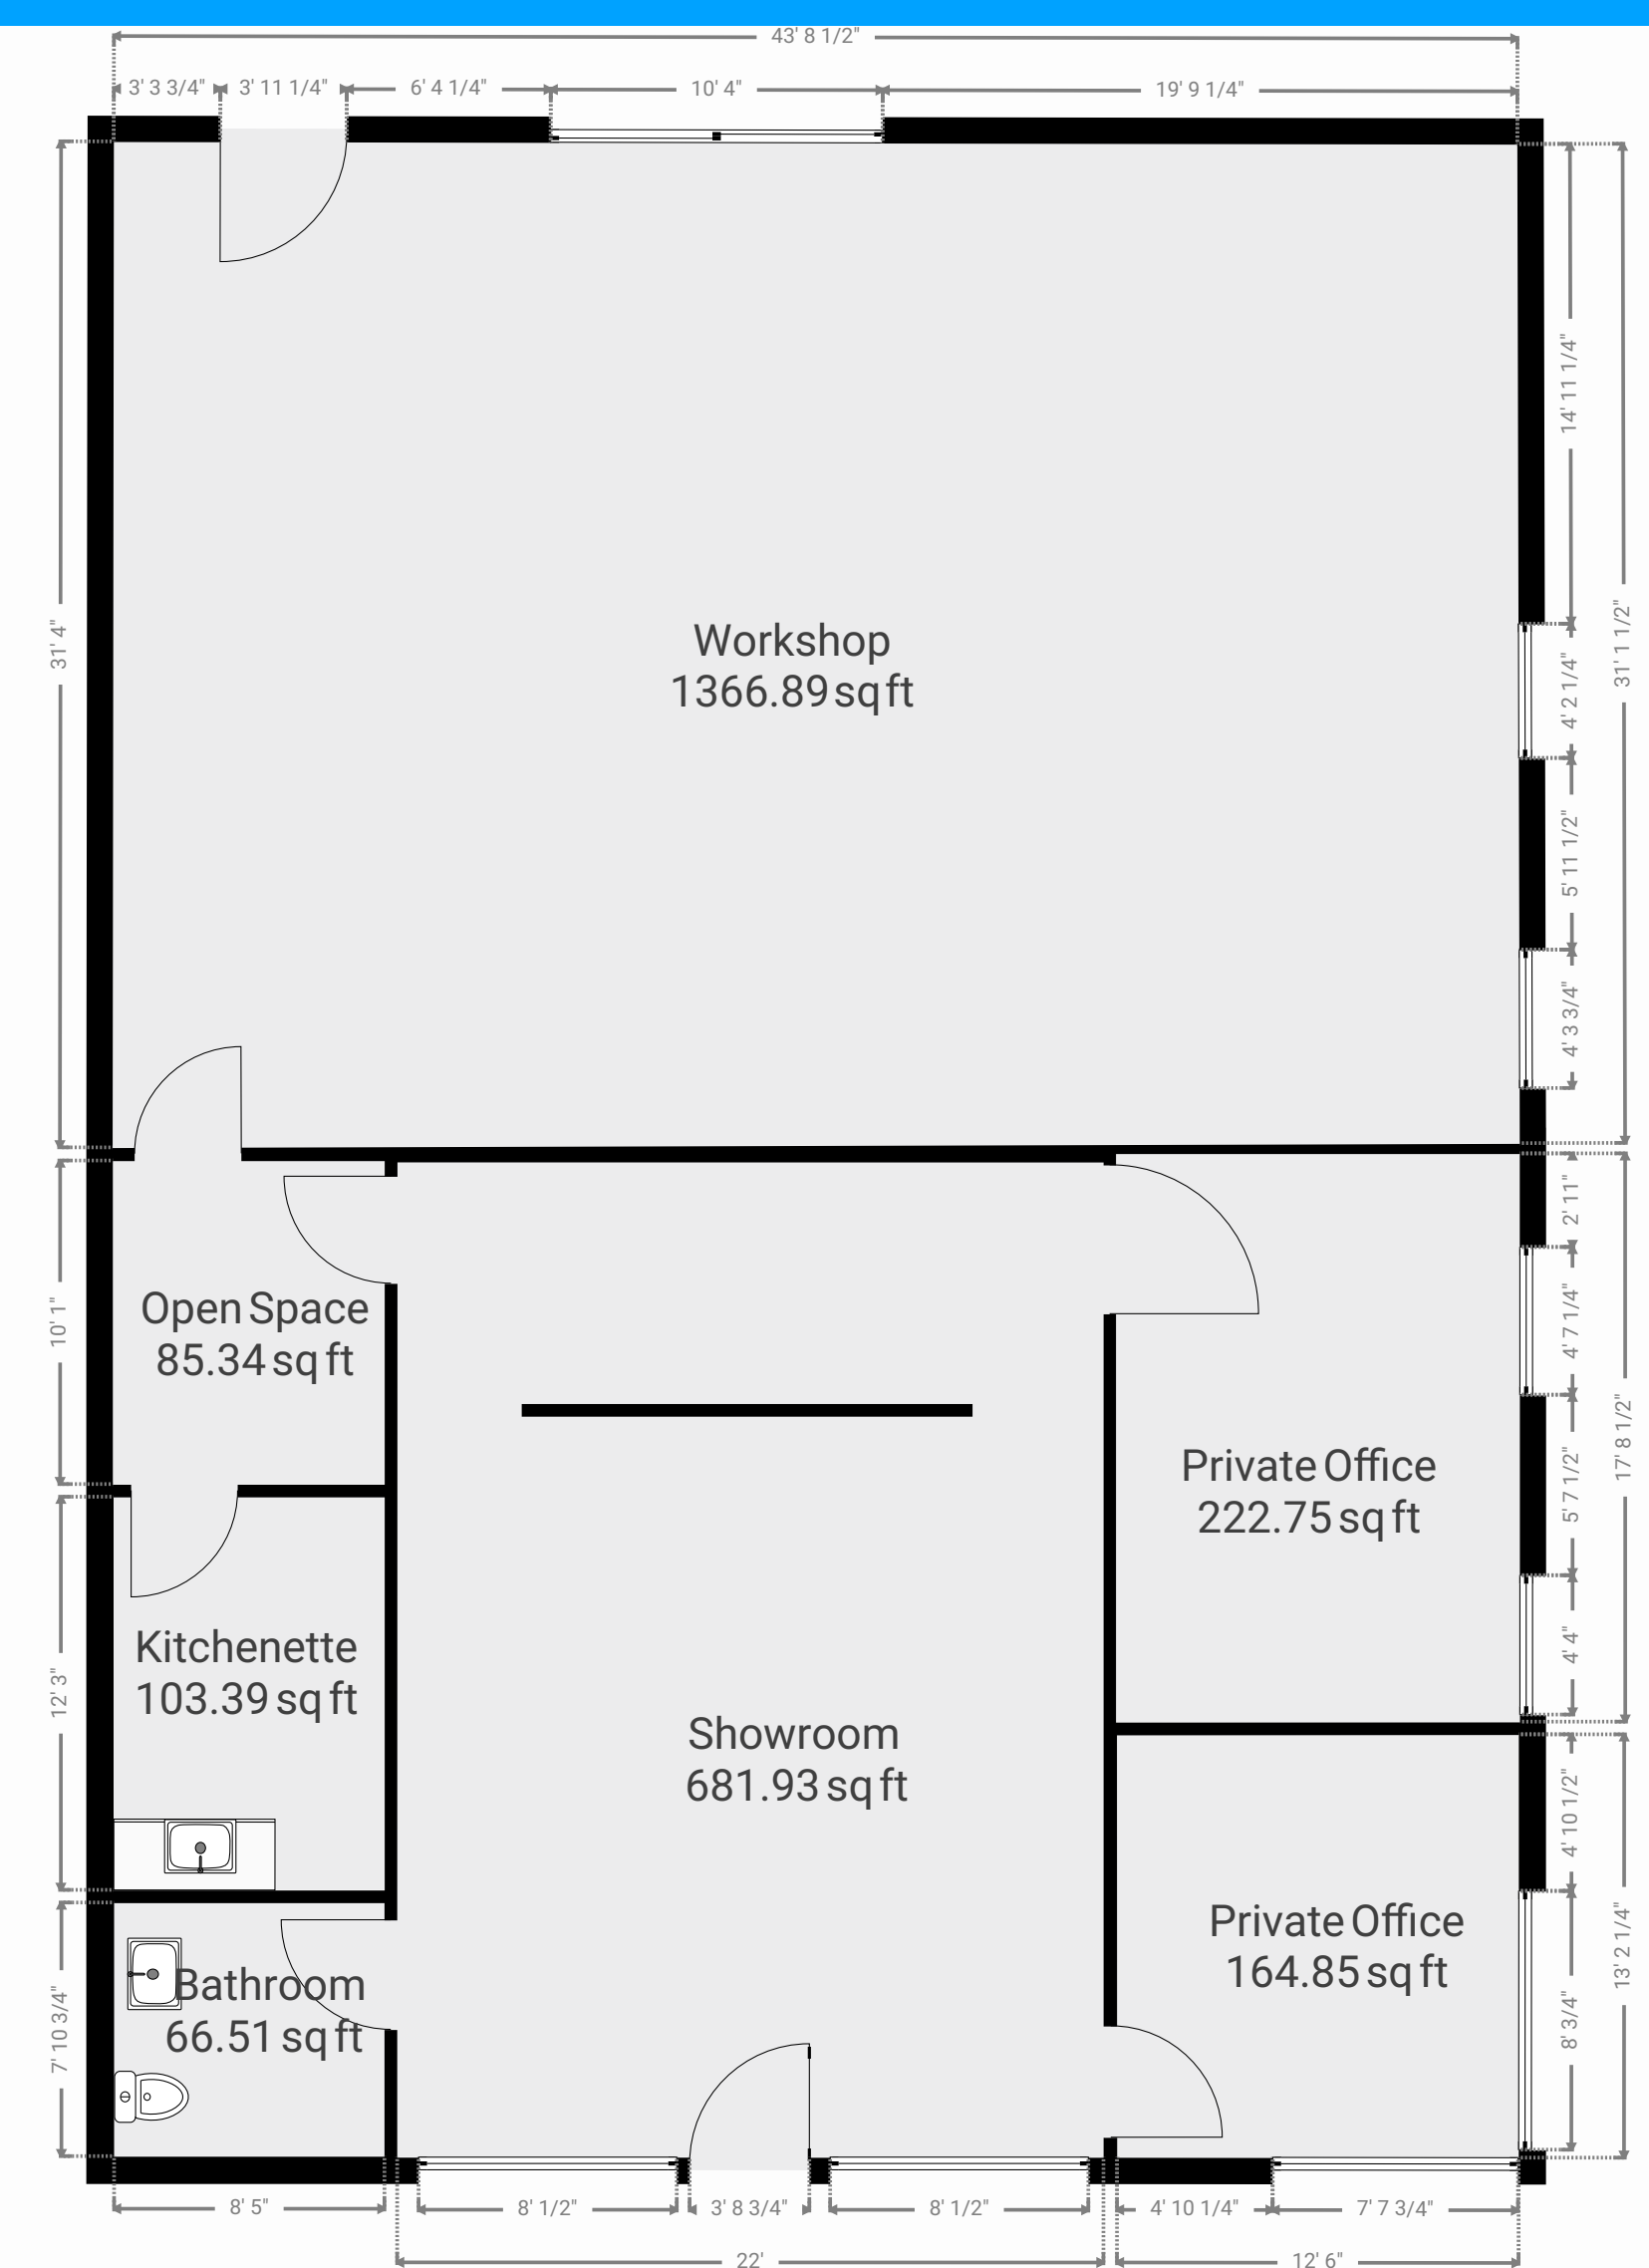 43' 8 1/2"
3' 3 3/4"
3' 11 1/4"
6' 4 1/4"
10' 4"
19' 9 1/4"
31' 4"
14' 11 1/4"
31' 1 1/2"
Workshop
1366.89 sq ft
4' 2 1/4"
5' 11 1/2"
4' 3 3/4"
10' 1"
Open Space
85.34 sq ft
2' 11"
4' 7 1/4"
17' 8 1/2"
Private Office
222.75 sq ft
5' 7 1/2"
4' 4"
12' 3"
Kitchenette
103.39 sq ft
Showroom
681.93 sq ft
4' 10 1/2"
Private Office
164.85 sq ft
13' 2 1/4"
8' 3/4"
7' 10 3/4"
Bathroom
66.51 sq ft
8' 5"
8' 1/2"
3' 8 3/4"
8' 1/2"
4' 10 1/4"
7' 7 3/4"
22'
12' 6"